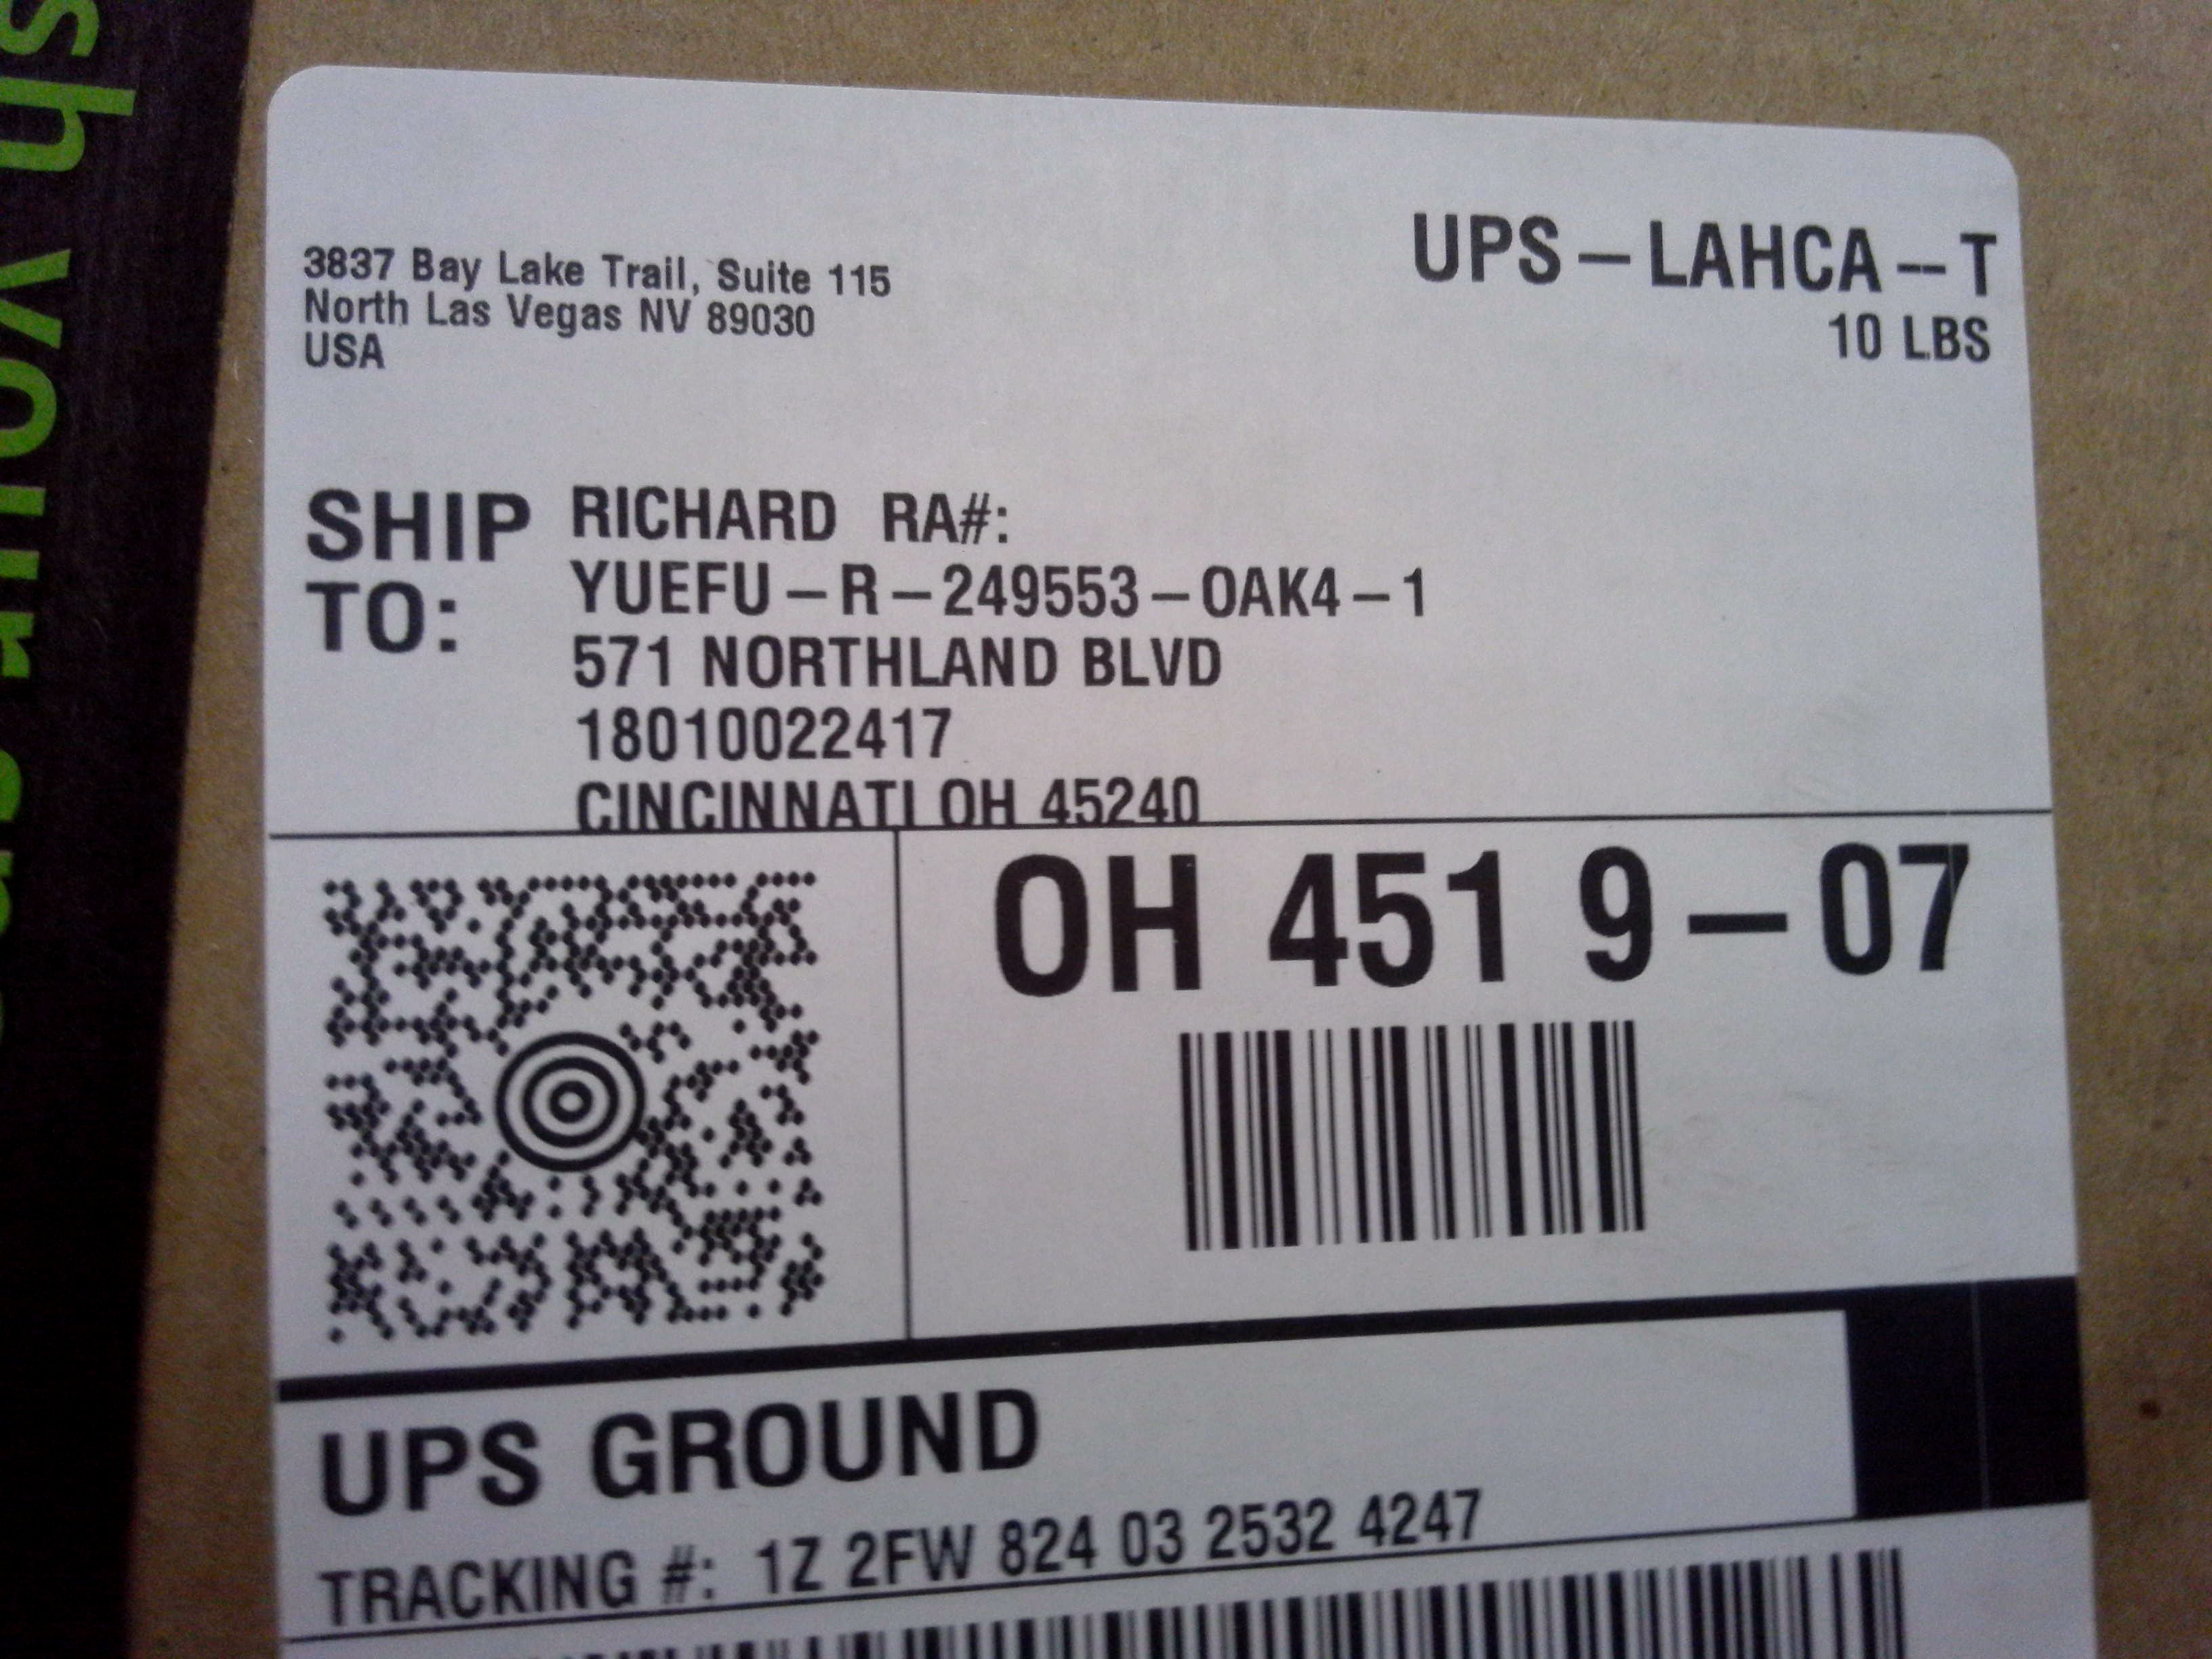 sh your
3837 Bay Lake Trail, Suite 115
North Las Vegas NV 89030
USA
UPS – LAHCA –– T
10 LBS
SHIP TO:
RICHARD RA#:
YUEFU – R – 249553 – OAK4 – 1
571 NORTHLAND BLVD
18010022417
CINCINNATI OH 45240
OH 451 9 – 07
UPS GROUND
TRACKING #: 1Z 2FW 824 03 2532 4247